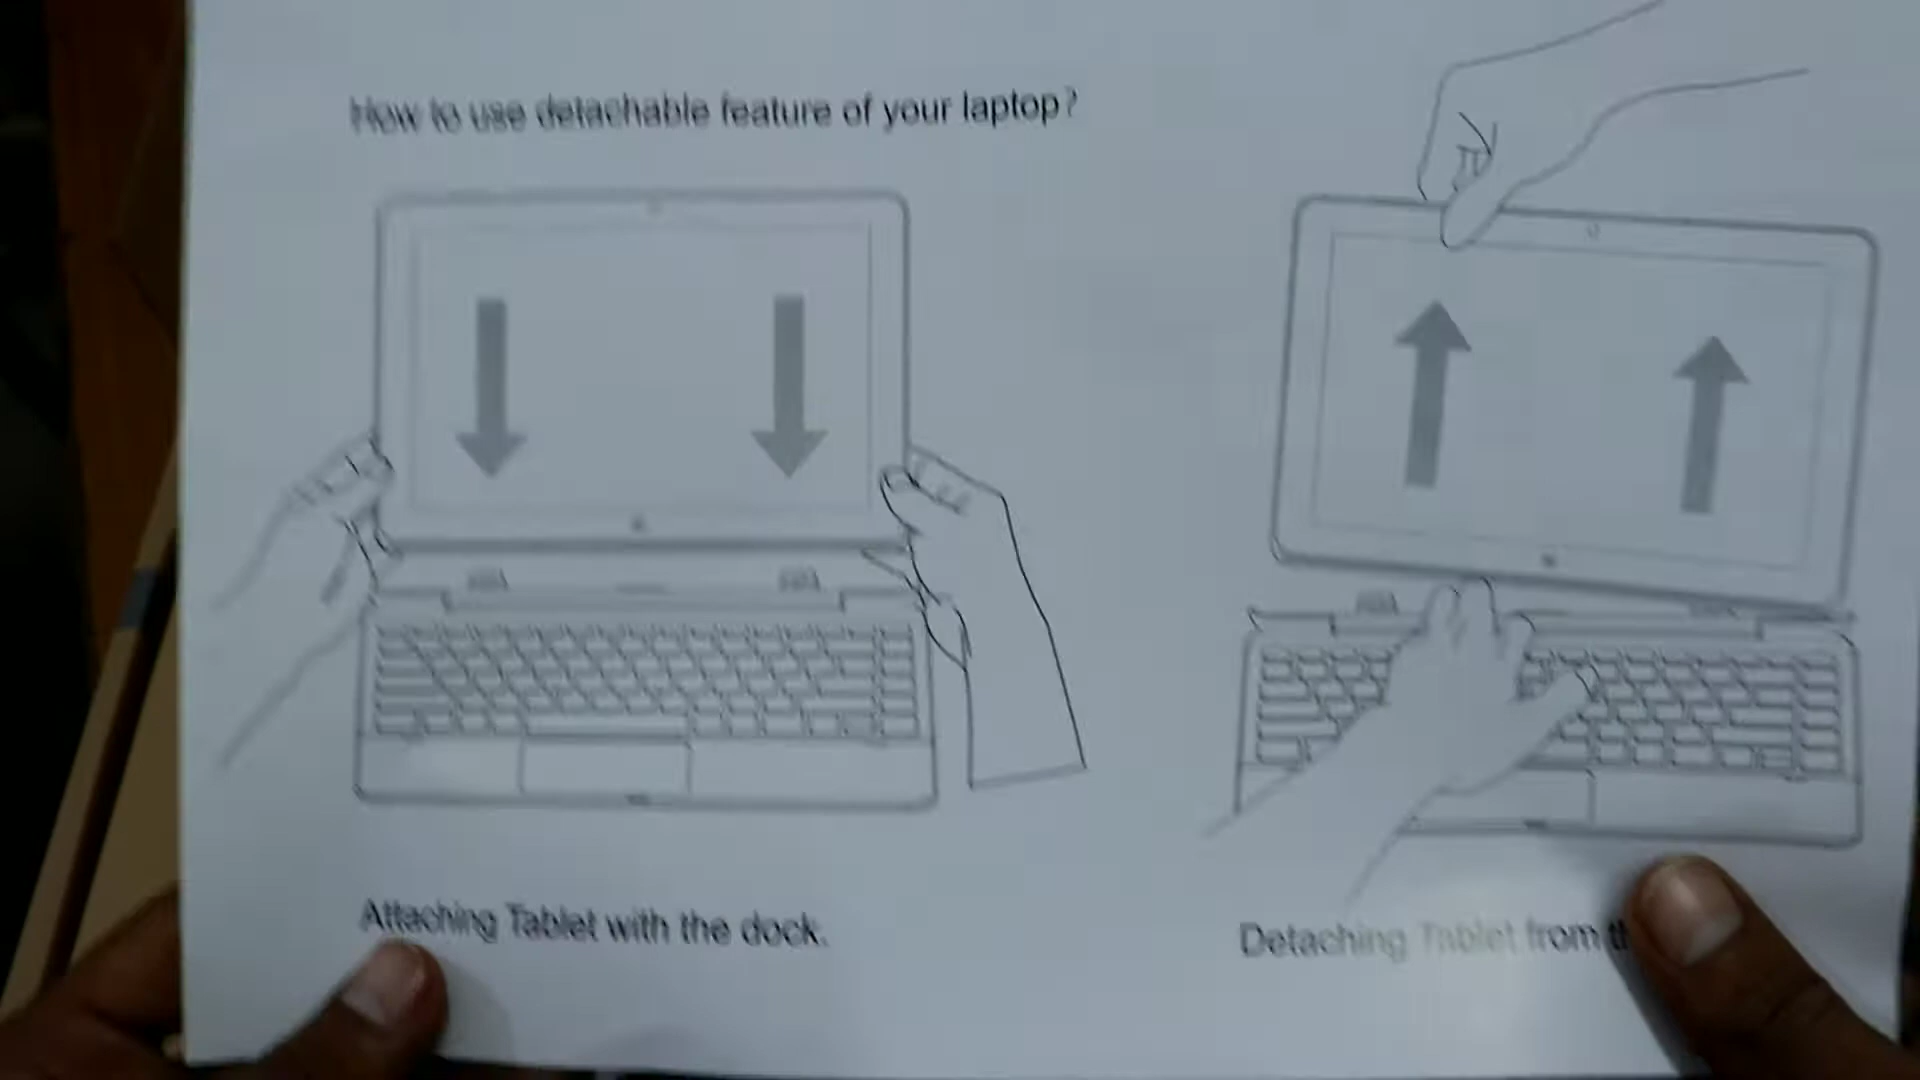 How to use detachable feature of your laptop?
Attaching Tablet with the dock.
Detaching Tablet from